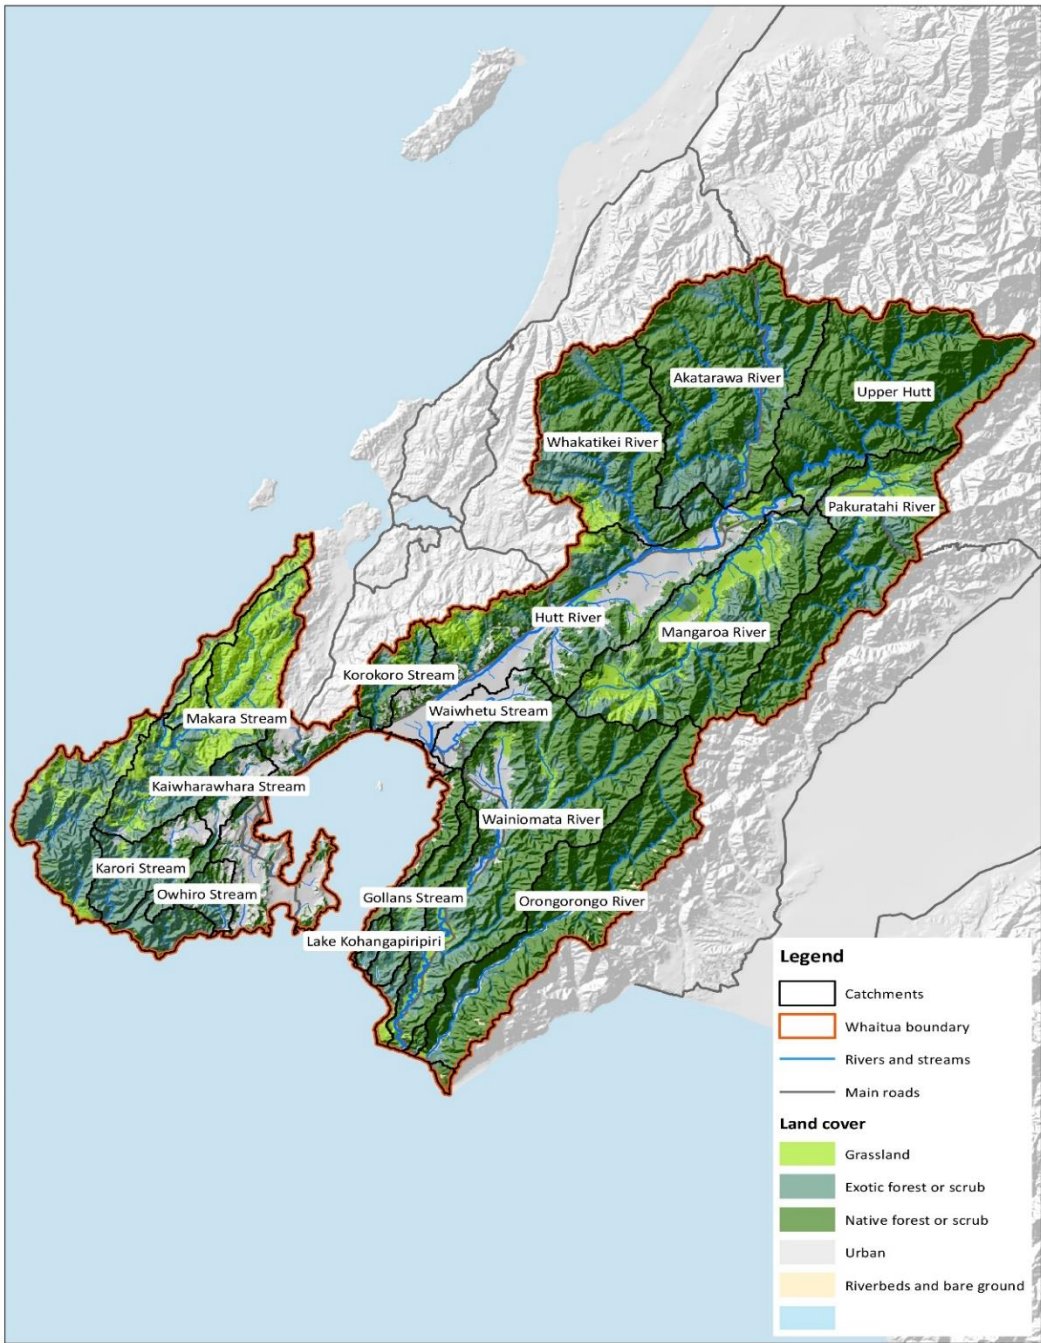 Akatarawa River
Upper Hutt
Whakatikei River
Pakuratahi River
Hutt River
Mangaroa River
Korokoro Stream
Waiwhetu Stream
Makara Stream
Kaiwharawhara Stream
Wainiomata River
Karori Stream
Owhiro Stream
Gollans Stream
Orongorongo River
Lake Kohangapiripiri
Legend
Catchments
Whaitua boundary
Rivers and streams
Main roads
Land cover
Grassland
Exotic forest or scrub
Native forest or scrub
Urban
Riverbeds and bare ground